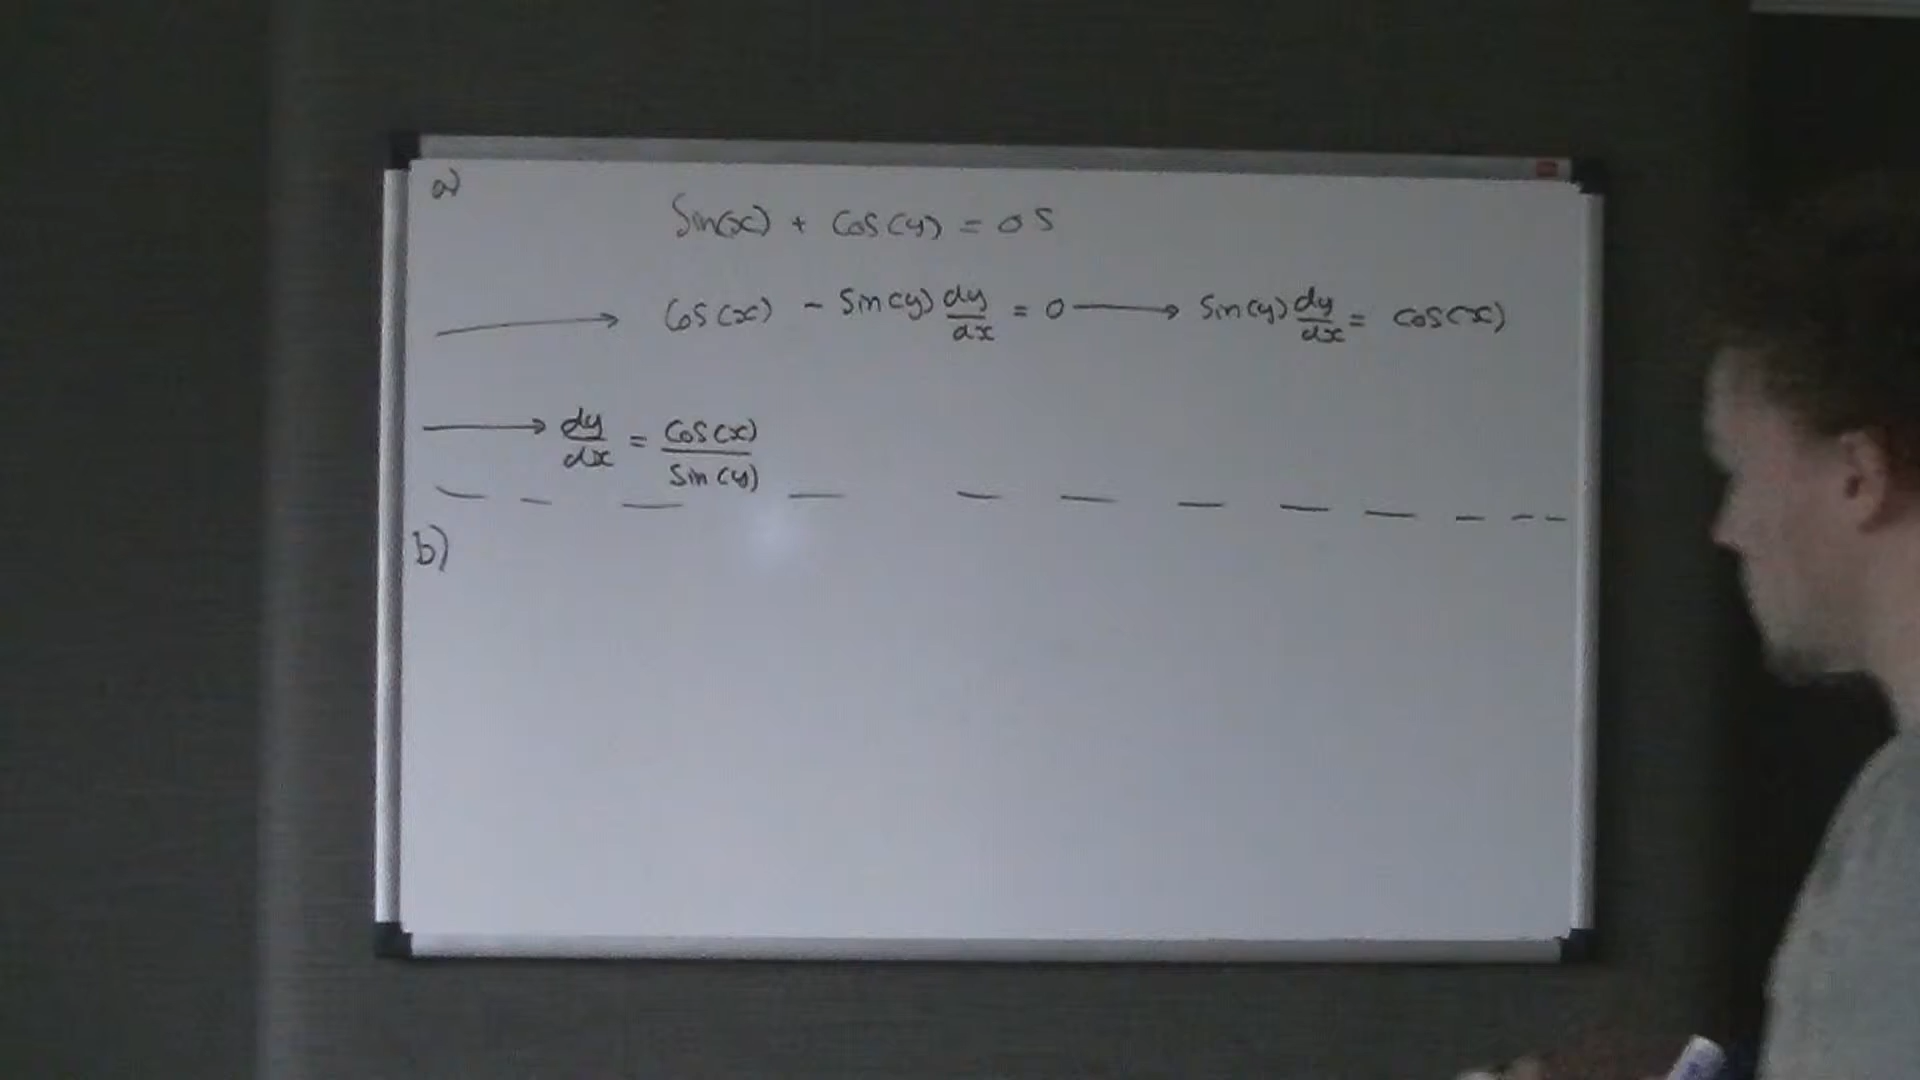 a)
Sin(x) + Cos(y) = 0 5
⟶ Cos(x) - Sin(y) dy/dx = 0 ⟶ Sin(y) dy/dx = Cos(x)
⟶ dy/dx = Cos(x)/Sin(y)
b)